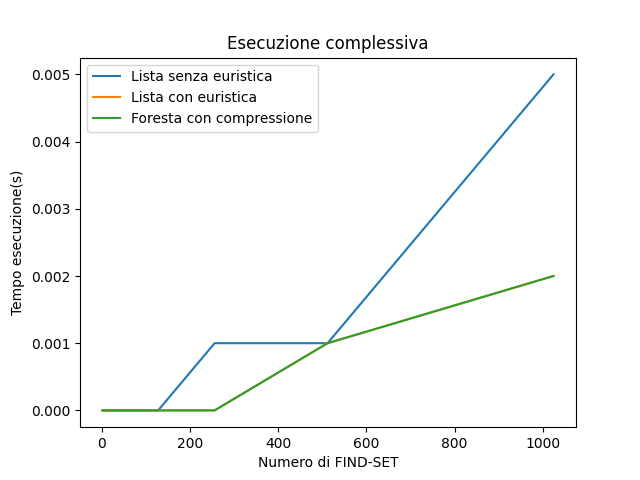 Esecuzione complessiva
Lista senza euristica
Lista con euristica
Foresta con compressione
Tempo esecuzione(s)
0.005
0.004
0.003
0.002
0.001
0.000
0 200 400 600 800 1000
Numero di FIND-SET